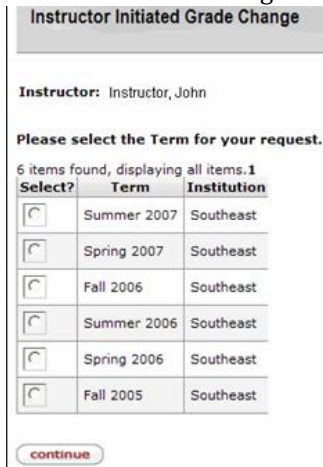 Instructor Initiated Grade Change
Instructor: Instructor, John
Please select the Term for your request.
6 items found, displaying all items.1
Select? Term Institution
Summer 2007 Southeast
Spring 2007 Southeast
Fall 2006 Southeast
Summer 2006 Southeast
Spring 2006 Southeast
Fall 2005 Southeast
continue